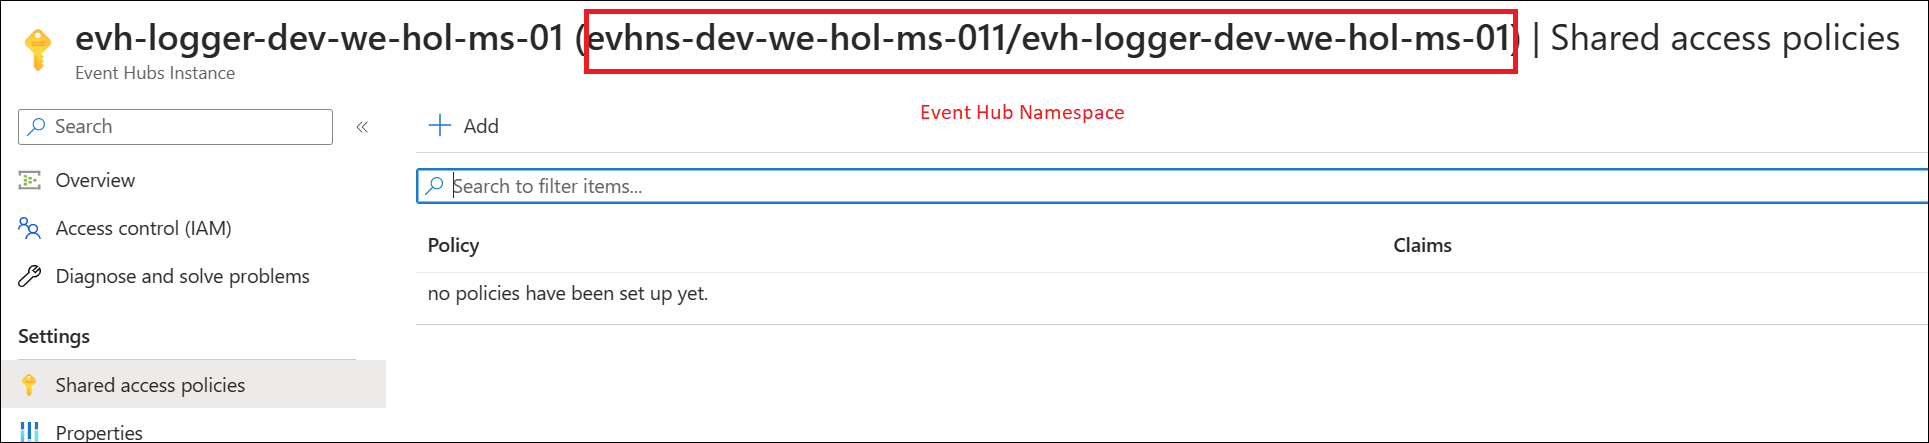 evh-logger-dev-we-hol-ms-01 (evhns-dev-we-hol-ms-011/evh-logger-dev-we-hol-ms-01) | Shared access policies
Event Hubs Instance
Search
«
Add
Event Hub Namespace
Search to filter items...
Overview
Access control (IAM)
Diagnose and solve problems
Settings
Shared access policies
Properties
Policy Claims
no policies have been set up yet.